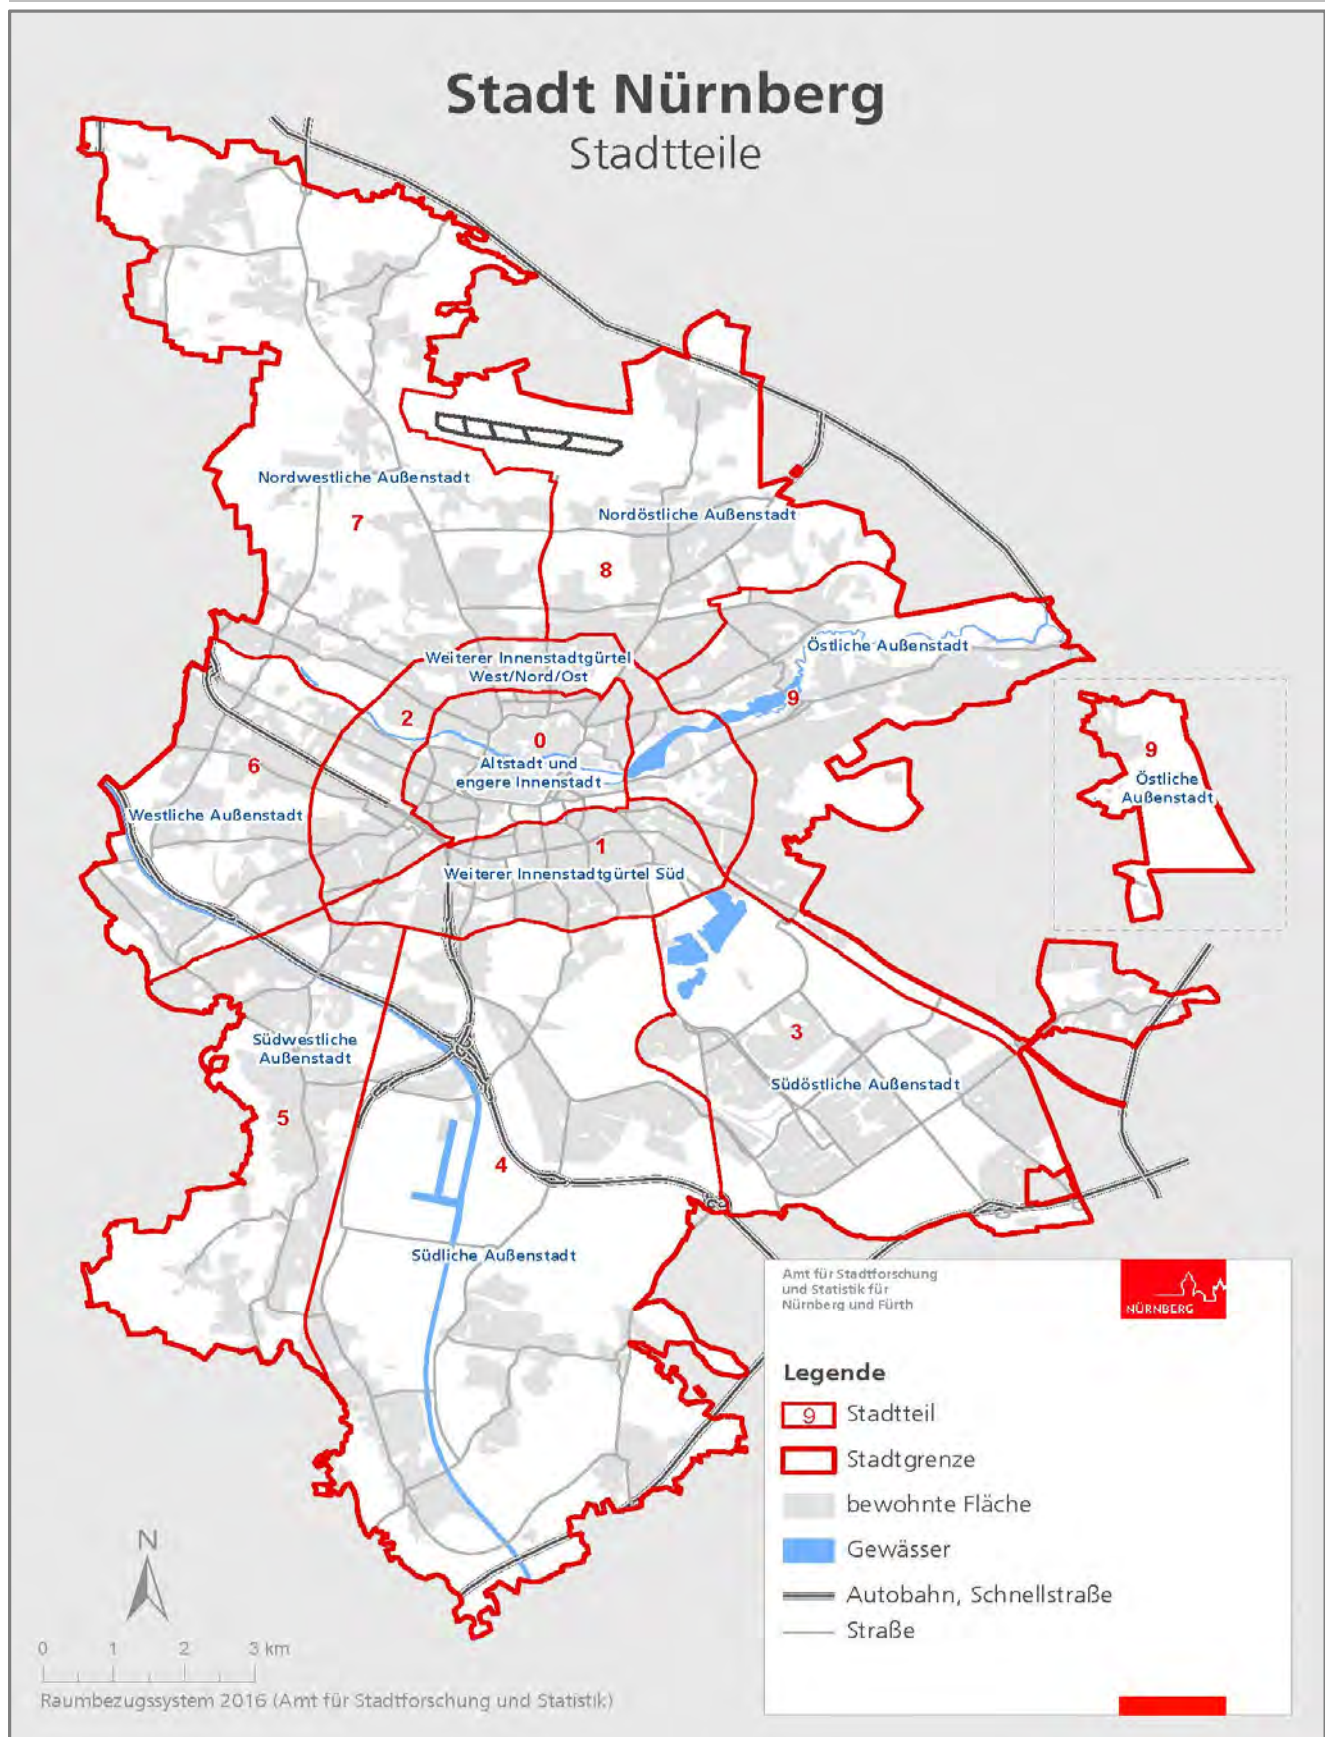 Stadt Nürnberg
Stadtteile
Nordwestliche Außenstadt
7
Nordöstliche Außenstadt
8
Weiterer Innenstadtgürtel
West/Nord/Ost
Östliche Außenstadt
9
2
0
Altstadt und
engere Innenstadt
6
Westliche Außenstadt
1
Weiterer Innenstadtgürtel Süd
9
Östliche
Außenstadt
3
Südöstliche Außenstadt
Südwestliche
Außenstadt
5
4
Südliche Außenstadt
Amt für Stadtforschung
und Statistik für
Nürnberg und Fürth
NÜRNBERG
Legende
9 Stadtteil
Stadtgrenze
bewohnte Fläche
Gewässer
Autobahn, Schnellstraße
Straße
N
0 1 2 3 km
Raumbezugssystem 2016 (Amt für Stadtforschung und Statistik)